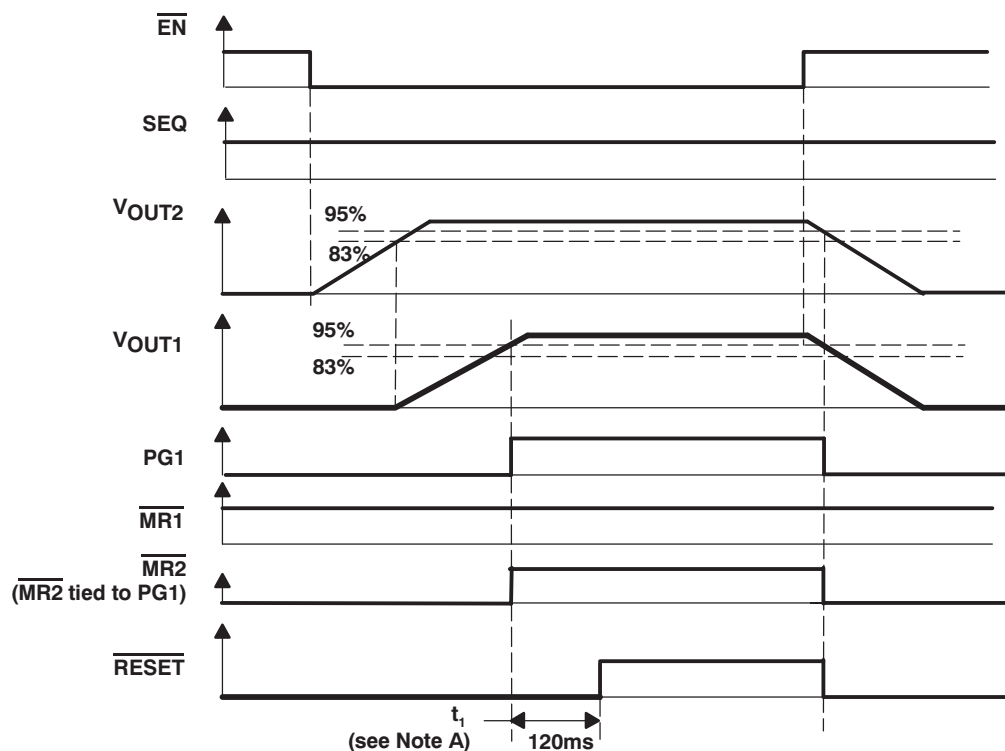 EN
SEQ
VOUT2
95%
83%
VOUT1
95%
83%
PG1
MR1
MR2
(MR2 tied to PG1)
RESET
t1
(see Note A)
120ms